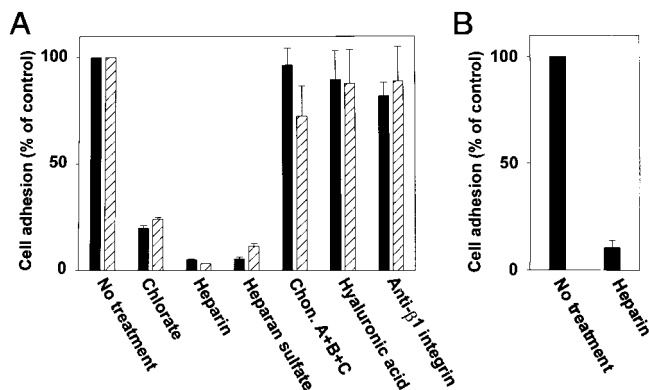 A
Cell adhesion (% of control)
100
50
0
No treatment
Chlorate
Heparin
Heparan sulfate
Chon. A+B+C
Hyaluronic acid
Anti-β1 integrin
B
Cell adhesion (% of control)
100
50
0
No treatment
Heparin